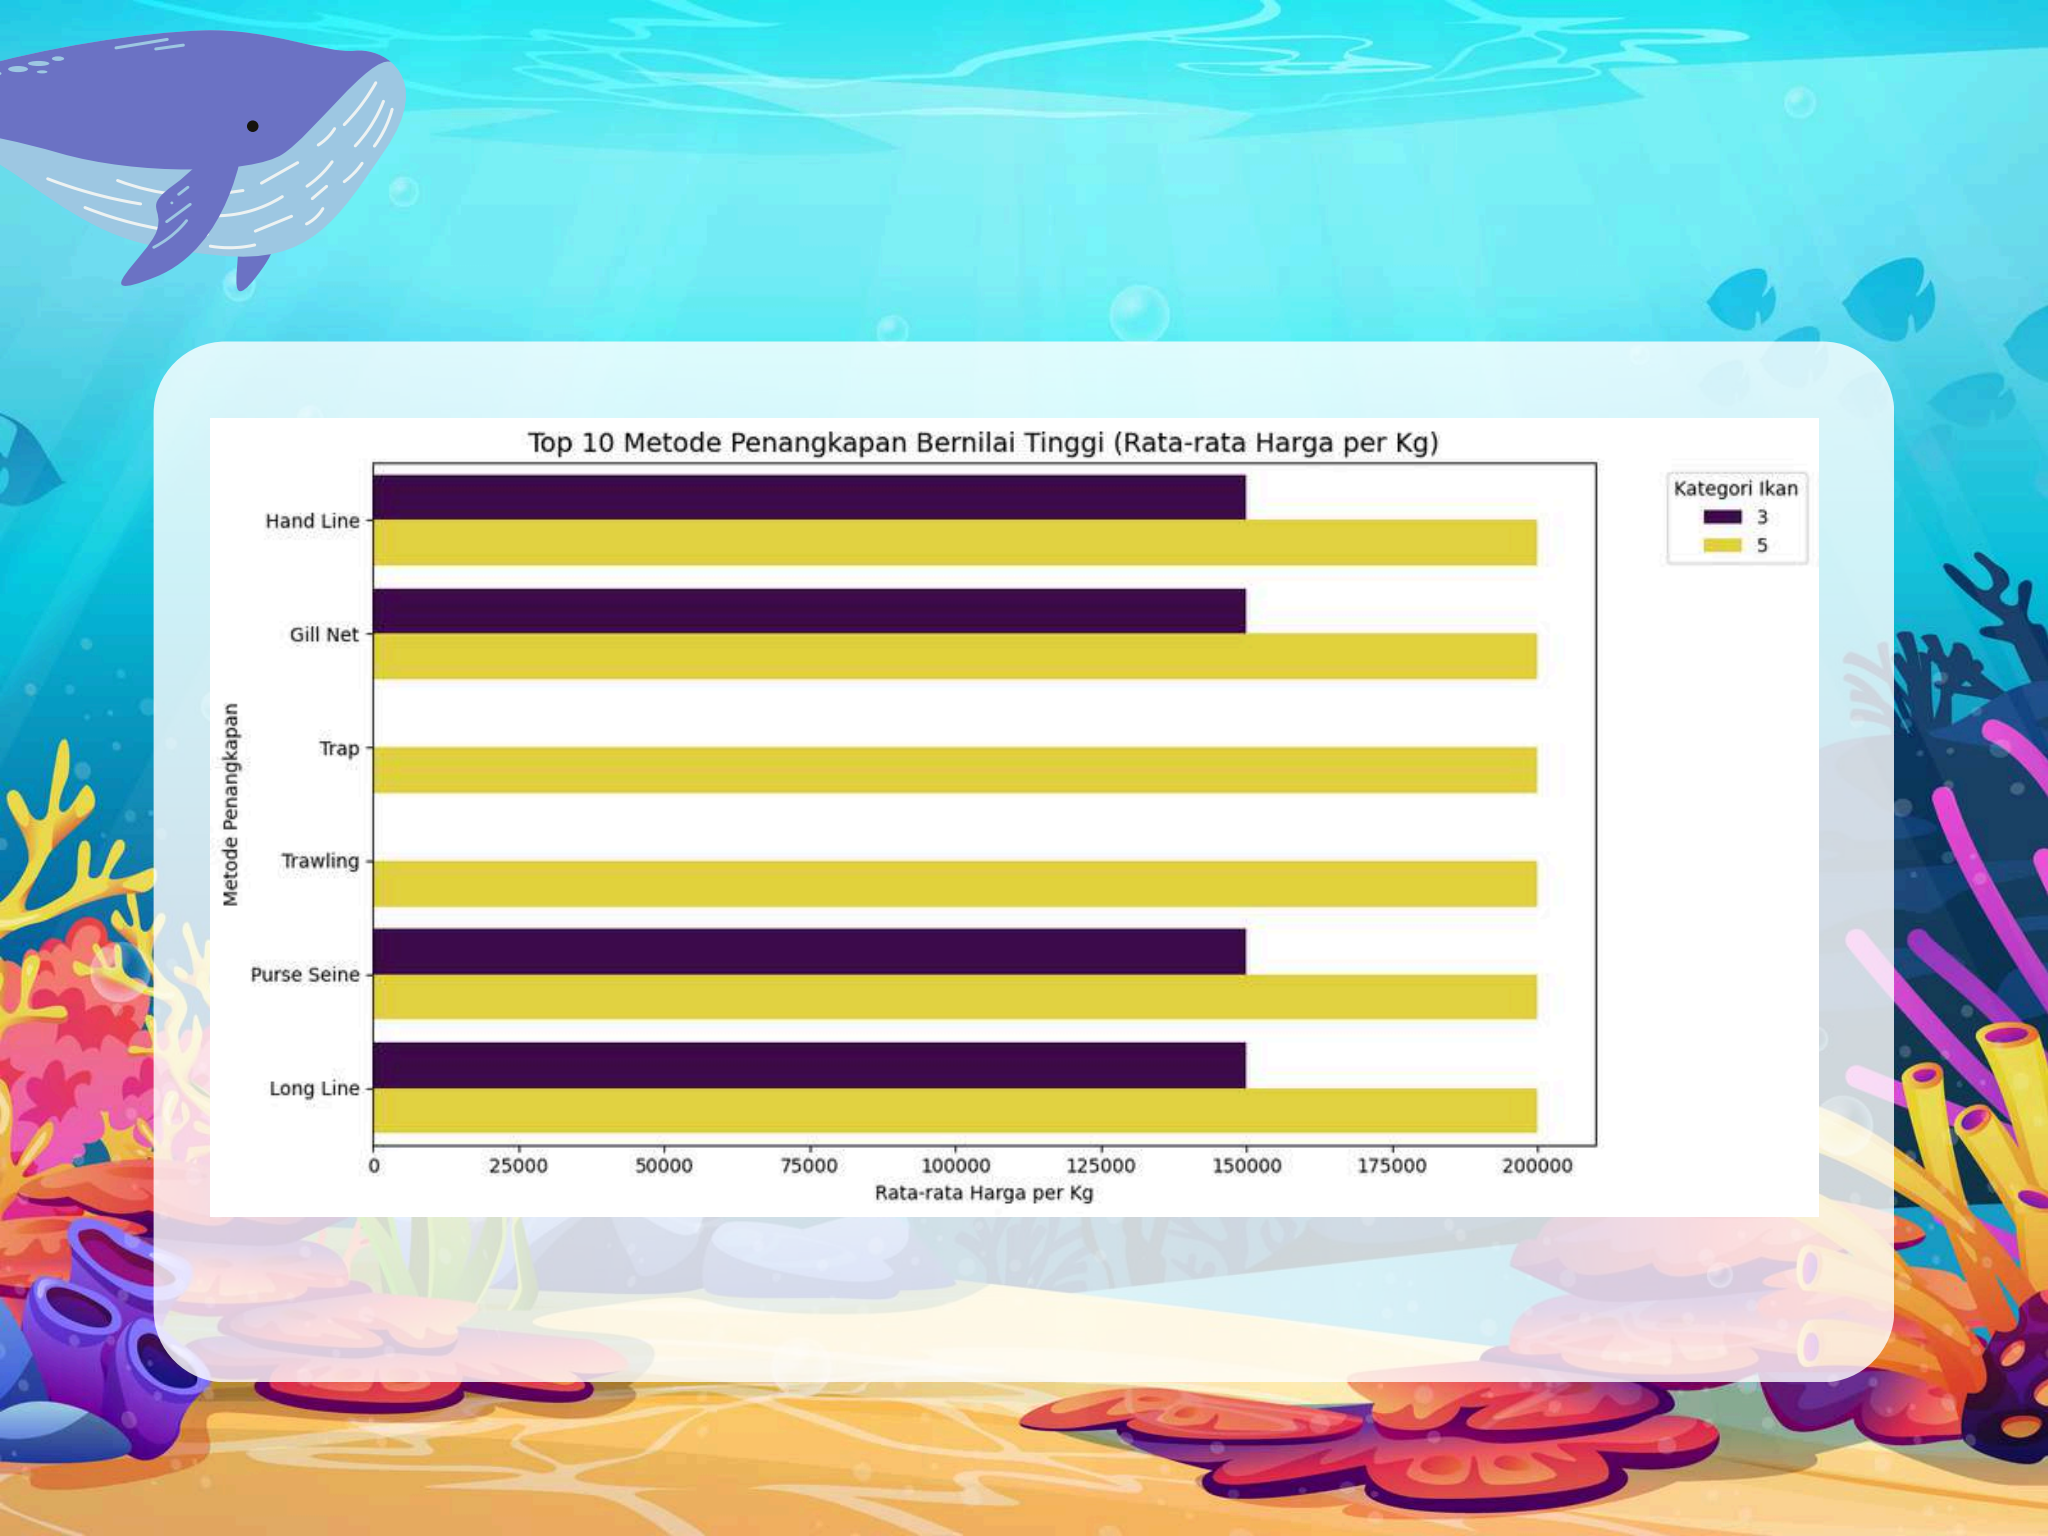 Top 10 Metode Penangkapan Bernilai Tinggi (Rata-rata Harga per Kg)
Kategori Ikan
3
5
Metode Penangkapan
Hand Line
Gill Net
Trap
Trawling
Purse Seine
Long Line
0 25000 50000 75000 100000 125000 150000 175000 200000
Rata-rata Harga per Kg